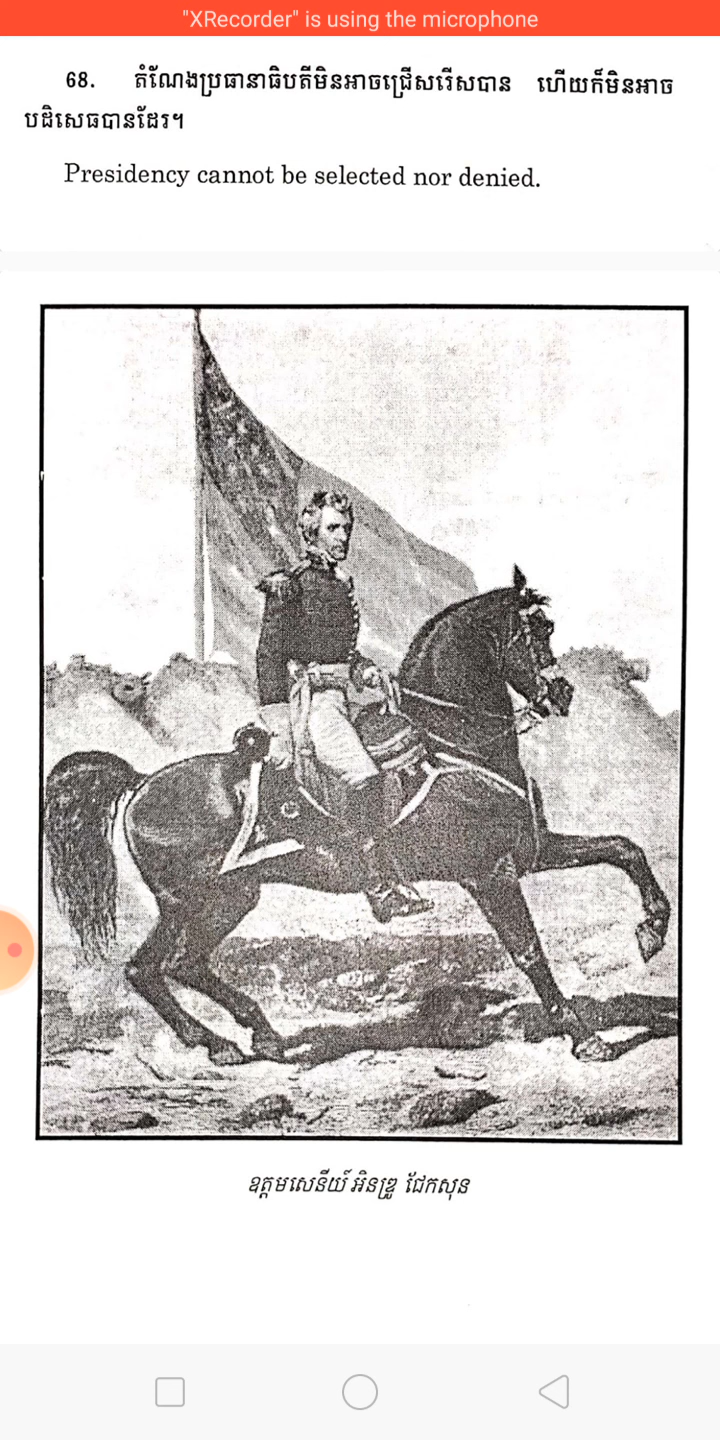 "XRecorder" is using the microphone
68. តំណែងប្រធានាធិបតីមិនអាចជ្រើសរើសបាន ហើយក៏មិនអាច
បដិសេធបានដែរ។
Presidency cannot be selected nor denied.
ឧត្តមសេនីយ៍ អិនឌ្រូ ជែកសុន